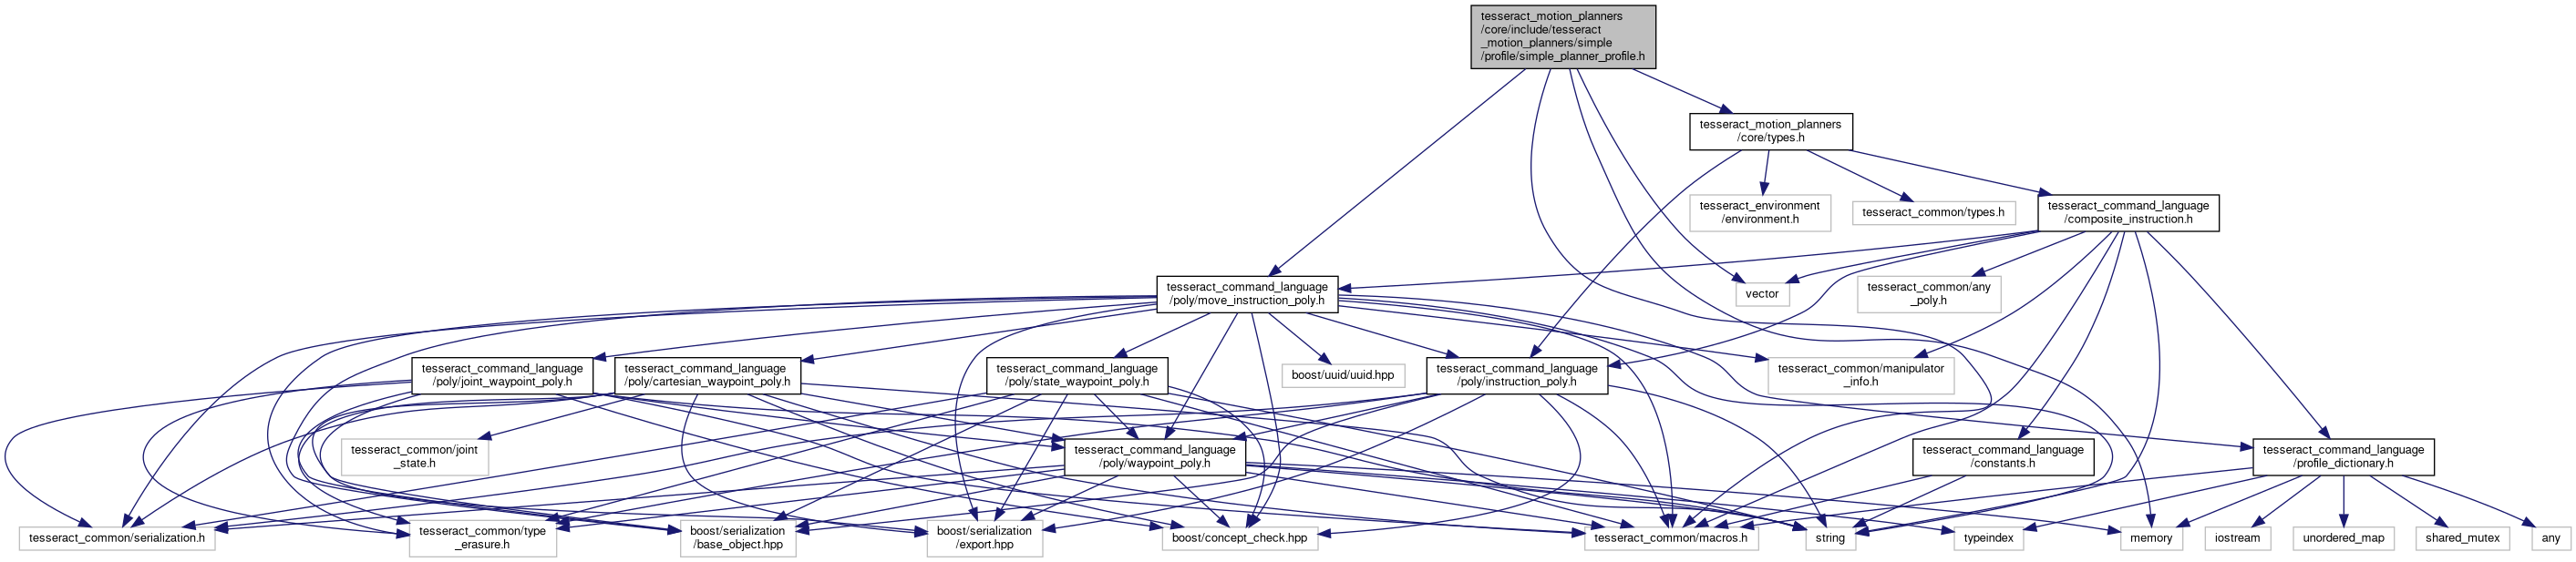 tesseract_motion_planners
/core/include/tesseract
_motion_planners/simple
/profile/simple_planner_profile.h
tesseract_motion_planners
/core/types.h
tesseract_environment
/environment.h
tesseract_common/types.h
tesseract_command_language
/composite_instruction.h
tesseract_command_language
/poly/move_instruction_poly.h
vector
tesseract_common/any
_poly.h
tesseract_command_language
/poly/joint_waypoint_poly.h
tesseract_command_language
/poly/cartesian_waypoint_poly.h
tesseract_command_language
/poly/state_waypoint_poly.h
boost/uuid/uuid.hpp
tesseract_command_language
/poly/instruction_poly.h
tesseract_common/manipulator
_info.h
tesseract_common/joint
_state.h
tesseract_command_language
/poly/waypoint_poly.h
tesseract_command_language
/constants.h
tesseract_command_language
/profile_dictionary.h
tesseract_common/serialization.h
tesseract_common/type
_erasure.h
boost/serialization
/base_object.hpp
boost/serialization
/export.hpp
boost/concept_check.hpp
tesseract_common/macros.h
string
typeindex
memory
iostream
unordered_map
shared_mutex
any